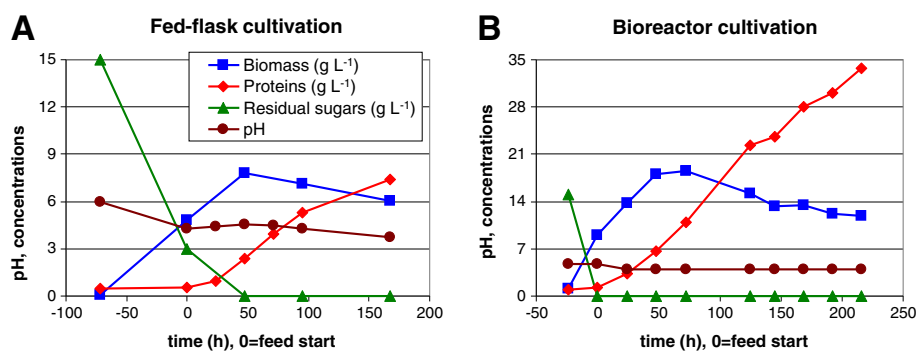 A
Fed-flask cultivation
pH, concentrations
15
12
9
6
3
0
-100
-50
0
50
100
150
200
time (h), 0=feed start
Biomass (g L⁻¹)
Proteins (g L⁻¹)
Residual sugars (g L⁻¹)
pH
B
Bioreactor cultivation
pH, concentrations
35
28
21
14
7
0
-50
0
50
100
150
200
250
time (h), 0=feed start